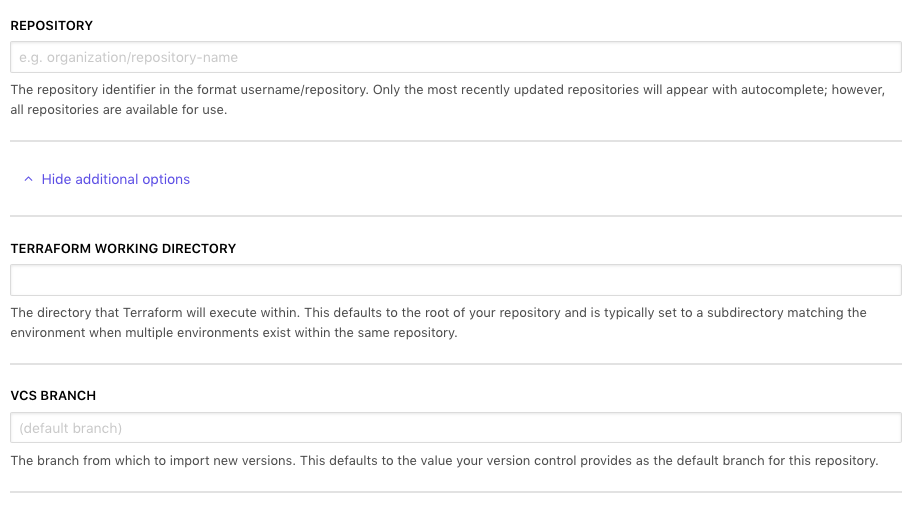 REPOSITORY
e.g. organization/repository-name
The repository identifier in the format username/repository. Only the most recently updated repositories will appear with autocomplete; however,
all repositories are available for use.
Hide additional options
TERRAFORM WORKING DIRECTORY
The directory that Terraform will execute within. This defaults to the root of your repository and is typically set to a subdirectory matching the
environment when multiple environments exist within the same repository.
VCS BRANCH
(default branch)
The branch from which to import new versions. This defaults to the value your version control provides as the default branch for this repository.